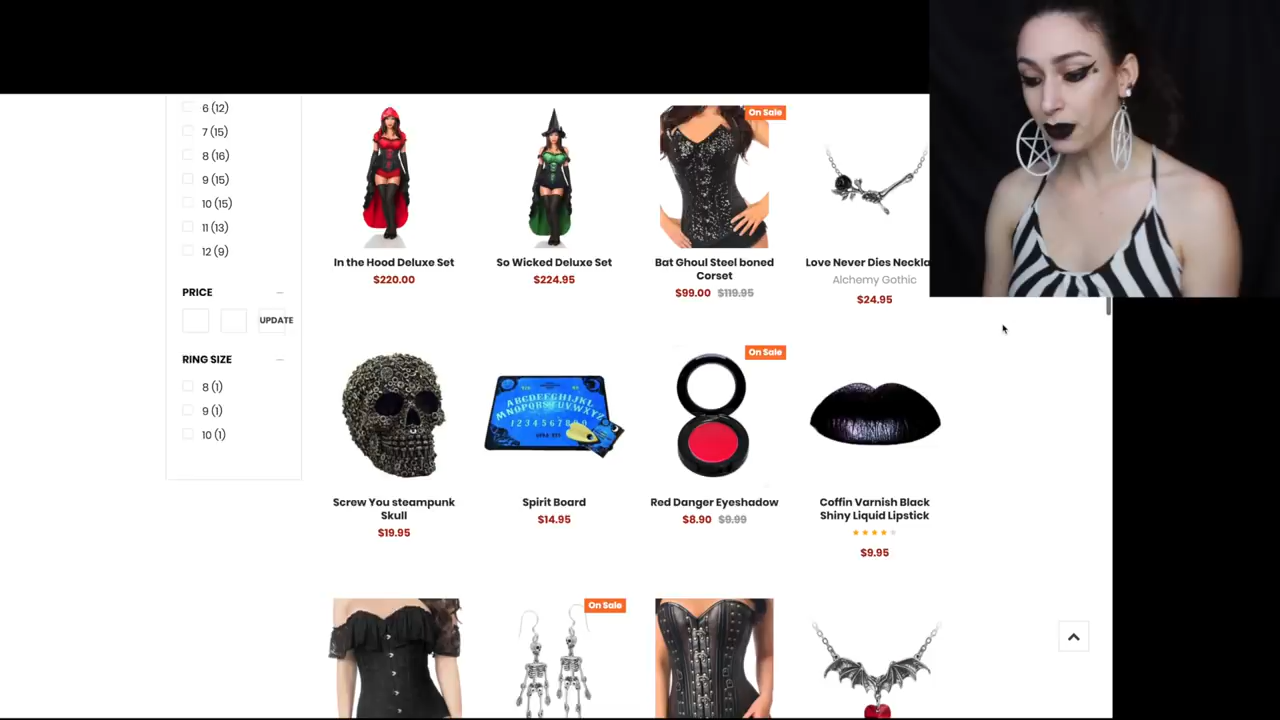 6 (12)
7 (15)
8 (16)
9 (15)
10 (15)
11 (13)
12 (9)
PRICE
UPDATE
RING SIZE
8 (1)
9 (1)
10 (1)
In the Hood Deluxe Set
$220.00
So Wicked Deluxe Set
$224.95
On Sale
Bat Ghoul Steel boned
Corset
$99.00 $119.95
Love Never Dies Neckla
Alchemy Gothic
$24.95
Screw You steampunk
Skull
$19.95
ABCDEFGHIJKL
MNOPQRSTUVWXYZ
Spirit Board
$14.95
On Sale
Red Danger Eyeshadow
$8.90 $9.99
Coffin Varnish Black
Shiny Liquid Lipstick
$9.95
On Sale